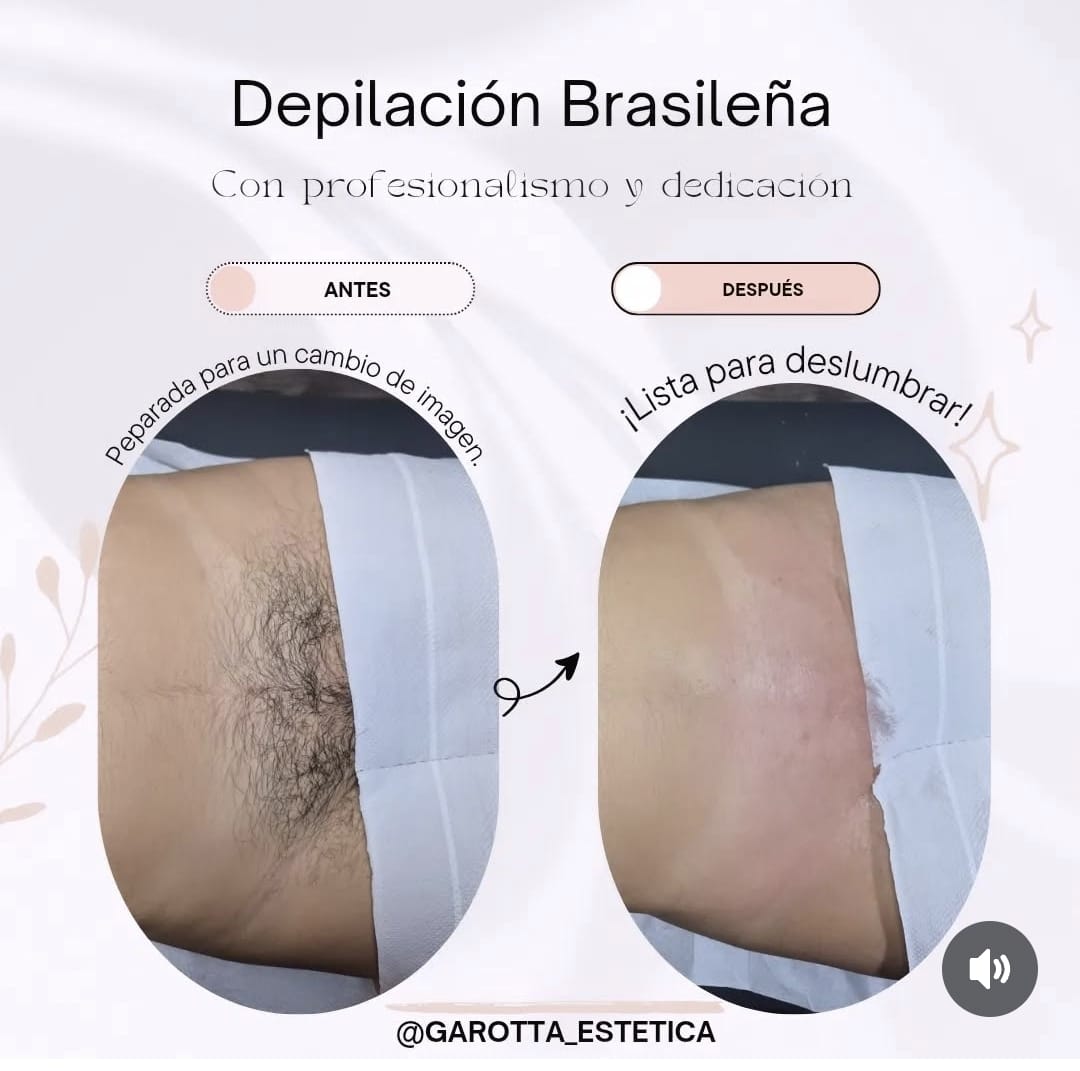 Depilación Brasileña
Con profesionalismo y dedicación
ANTES
DESPUÉS
Peparada para un cambio de imagen.
¡Lista para deslumbrar!
@GAROTTA_ESTETICA